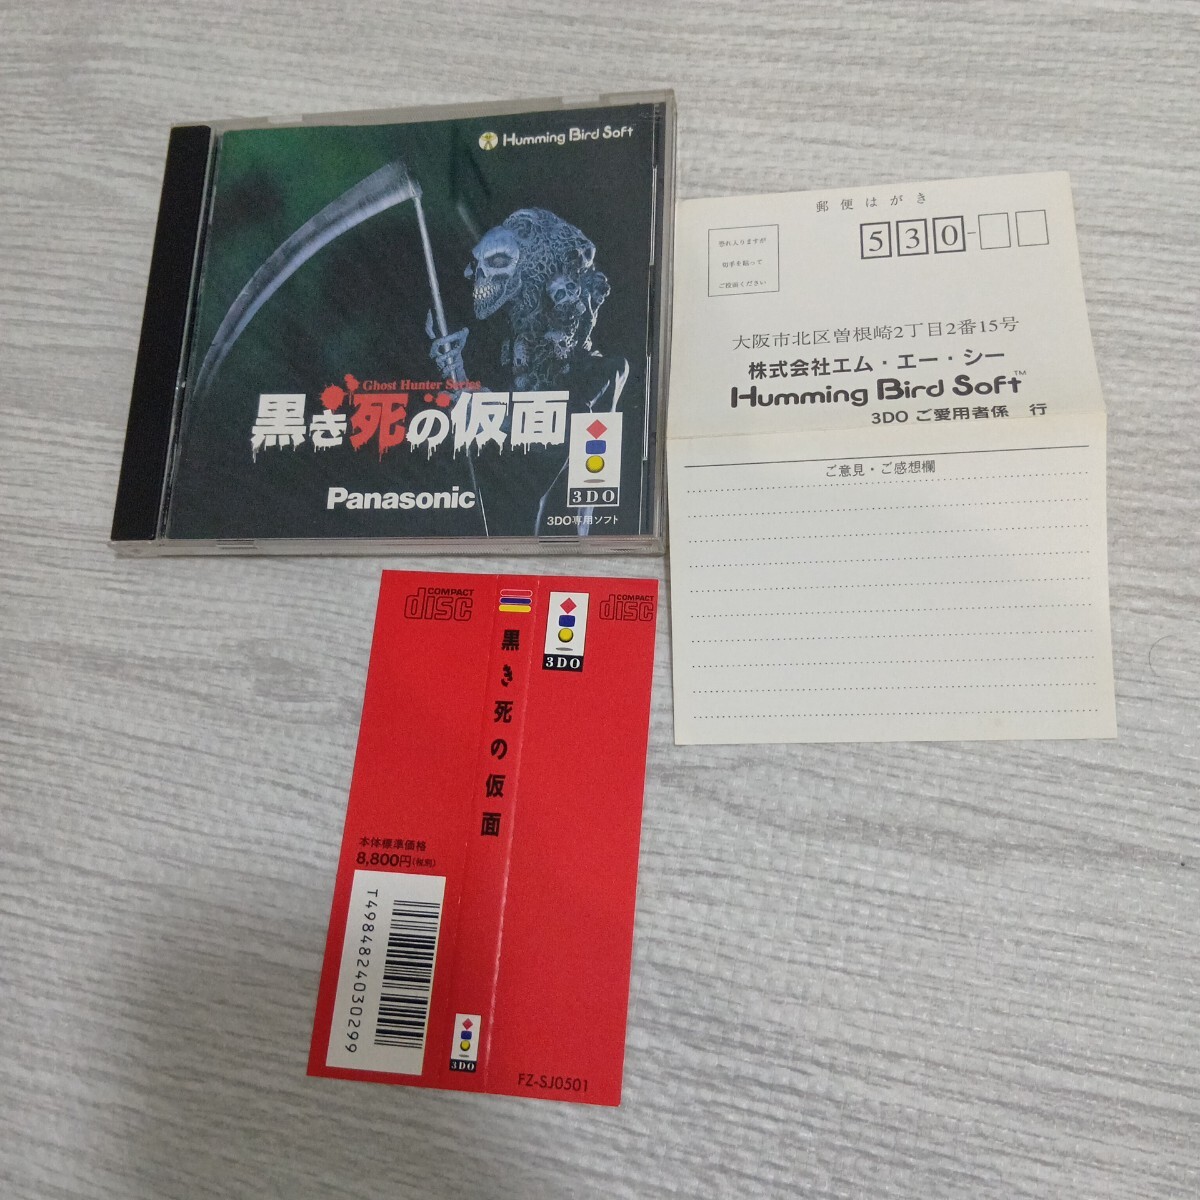 Humming Bird Soft
Ghost Hunter Series
黒き死の仮面
3DO
Panasonic
3DO専用ソフト
郵便はがき
恐れ入りますが
切手を貼って
ご投函ください
530-
大阪市北区曽根崎2丁目2番15号
株式会社エム・エー・シー
Humming Bird Soft™
3DO ご愛用者係 行
ご意見・ご感想欄
COMPACT
disc
本体標準価格
8,800円(税別)
T4984824030299
黒き死の仮面
3DO
3DO
COMPACT
disc
FZ-SJ0501